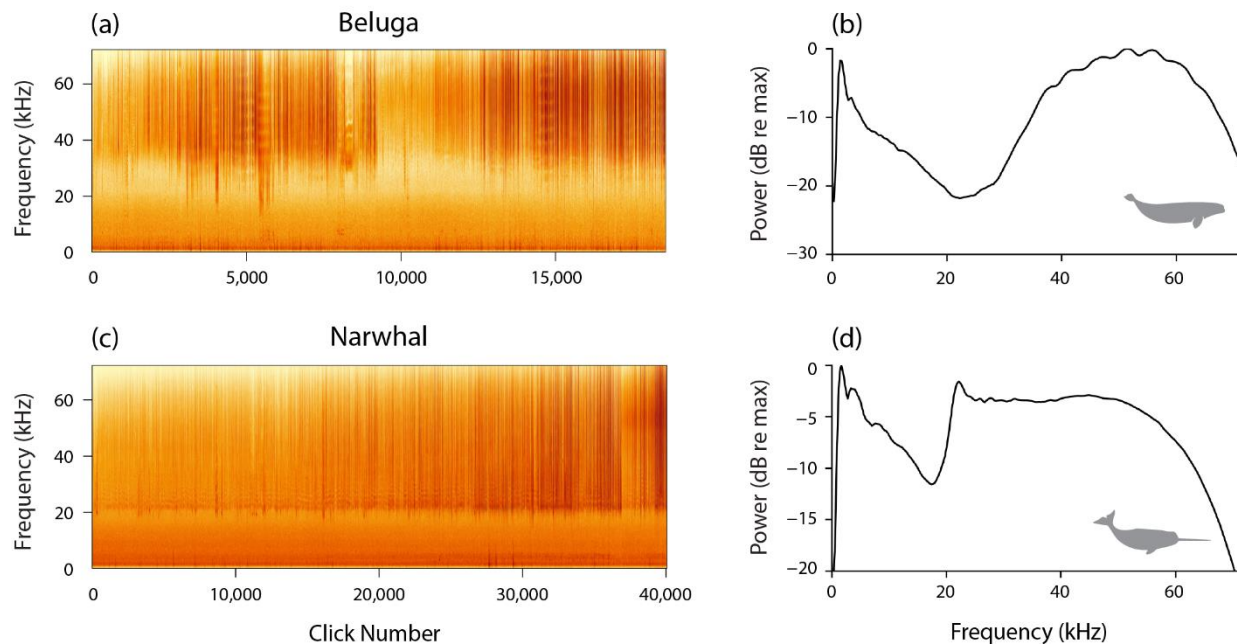 (a)
Beluga
Frequency (kHz)
60
40
20
0
0
5,000
10,000
15,000
(b)
Power (dB re max)
0
−10
−20
−30
0
20
40
60
(c)
Narwhal
Frequency (kHz)
60
40
20
0
0
10,000
20,000
30,000
40,000
Click Number
(d)
Power (dB re max)
0
−5
−10
−15
−20
0
20
40
60
Frequency (kHz)